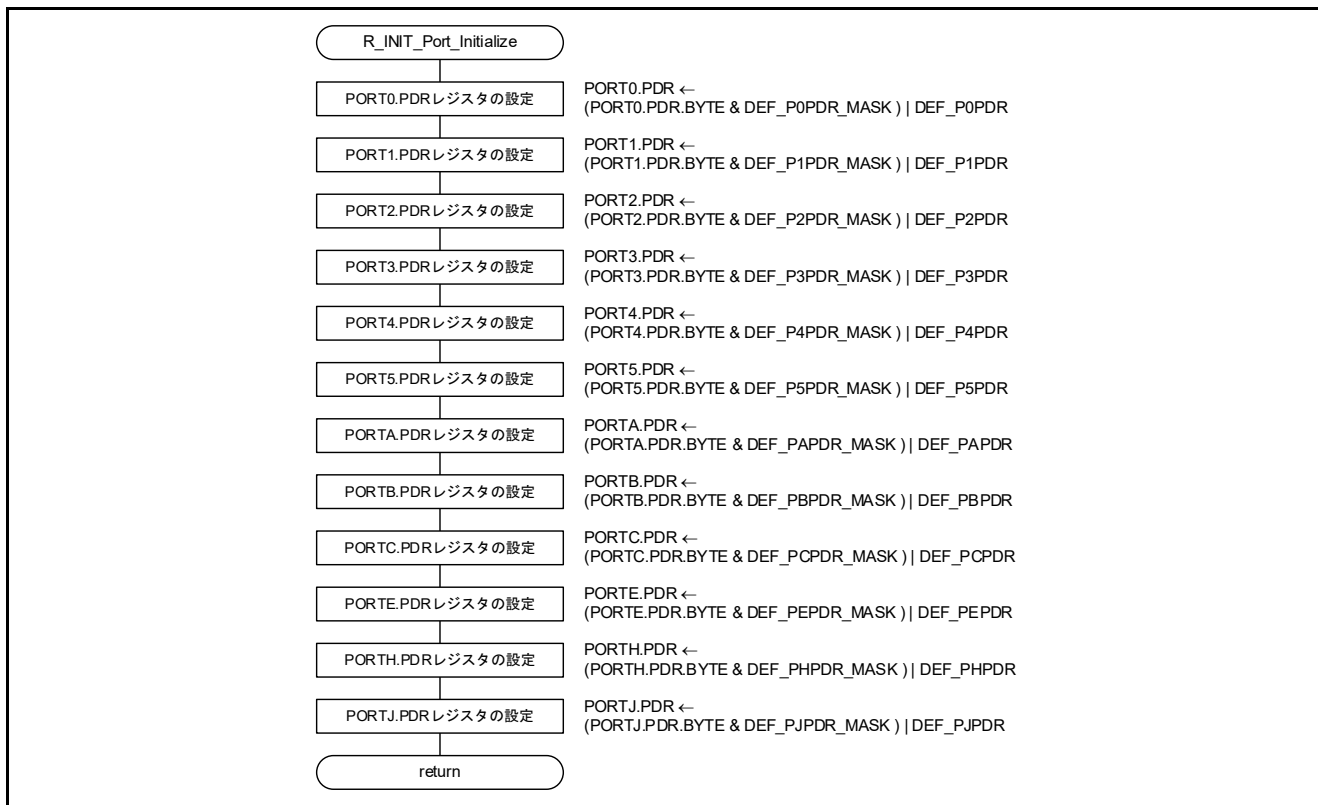 R_INIT_Port_Initialize
PORT0.PDRレジスタの設定
PORT0.PDR ←
(PORT0.PDR.BYTE & DEF_P0PDR_MASK ) | DEF_P0PDR
PORT1.PDRレジスタの設定
PORT1.PDR ←
(PORT1.PDR.BYTE & DEF_P1PDR_MASK ) | DEF_P1PDR
PORT2.PDRレジスタの設定
PORT2.PDR ←
(PORT2.PDR.BYTE & DEF_P2PDR_MASK ) | DEF_P2PDR
PORT3.PDRレジスタの設定
PORT3.PDR ←
(PORT3.PDR.BYTE & DEF_P3PDR_MASK ) | DEF_P3PDR
PORT4.PDRレジスタの設定
PORT4.PDR ←
(PORT4.PDR.BYTE & DEF_P4PDR_MASK ) | DEF_P4PDR
PORT5.PDRレジスタの設定
PORT5.PDR ←
(PORT5.PDR.BYTE & DEF_P5PDR_MASK ) | DEF_P5PDR
PORTA.PDRレジスタの設定
PORTA.PDR ←
(PORTA.PDR.BYTE & DEF_PAPDR_MASK ) | DEF_PAPDR
PORTB.PDRレジスタの設定
PORTB.PDR ←
(PORTB.PDR.BYTE & DEF_PBPDR_MASK ) | DEF_PBPDR
PORTC.PDRレジスタの設定
PORTC.PDR ←
(PORTC.PDR.BYTE & DEF_PCPDR_MASK ) | DEF_PCPDR
PORTE.PDRレジスタの設定
PORTE.PDR ←
(PORTE.PDR.BYTE & DEF_PEPDR_MASK ) | DEF_PEPDR
PORTH.PDRレジスタの設定
PORTH.PDR ←
(PORTH.PDR.BYTE & DEF_PHPDR_MASK ) | DEF_PHPDR
PORTJ.PDRレジスタの設定
PORTJ.PDR ←
(PORTJ.PDR.BYTE & DEF_PJPDR_MASK ) | DEF_PJPDR
return